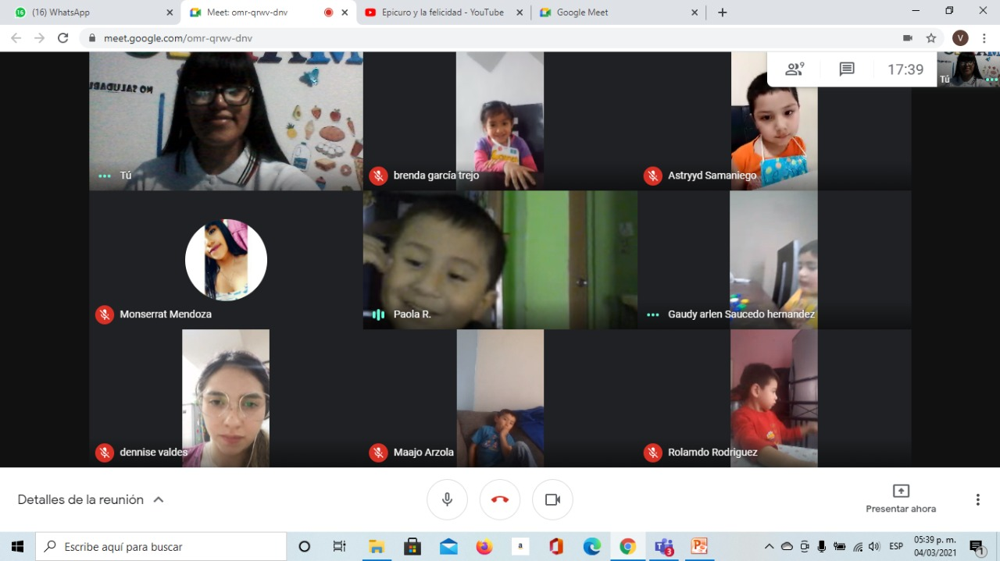 (16) WhatsApp
Meet: omr-qrwv-dnv
Epicuro y la felicidad - YouTube
Google Meet
meet.google.com/omr-qrwv-dnv
V
9
17:39
Tú
Tú
brenda garcía trejo
Astryyd Samaniego
Monserrat Mendoza
Paola R.
Gaudy arlen Saucedo hernandez
dennise valdes
Maajo Arzola
Rolamdo Rodriguez
Detalles de la reunión
Presentar ahora
Escribe aquí para buscar
a
3
ESP
05:39 p. m.
04/03/2021
1
NO SALUDABL